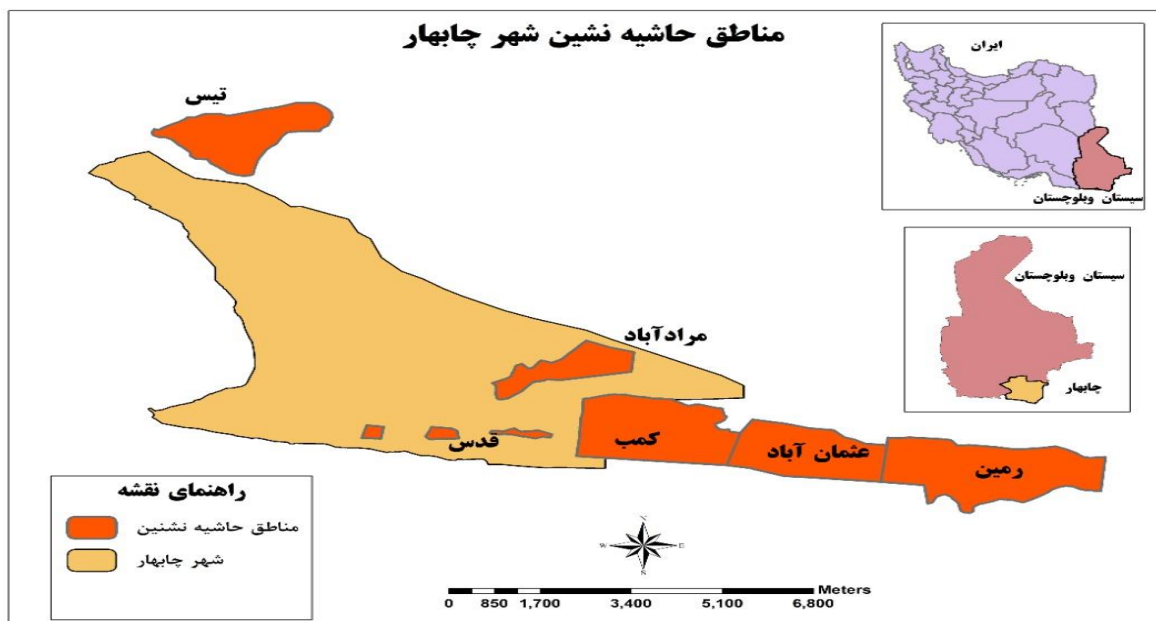 مناطق حاشیه نشین شهر چابهار
ایران
سیستان وبلوچستان
سیستان وبلوچستان
چابهار
تیس
مرادآباد
قدس
کمب
عثمان آباد
رمین
راهنمای نقشه
مناطق حاشیه نشنین
شهر چابهار
N
W E
S
Meters
0 850 1,700 3,400 5,100 6,800